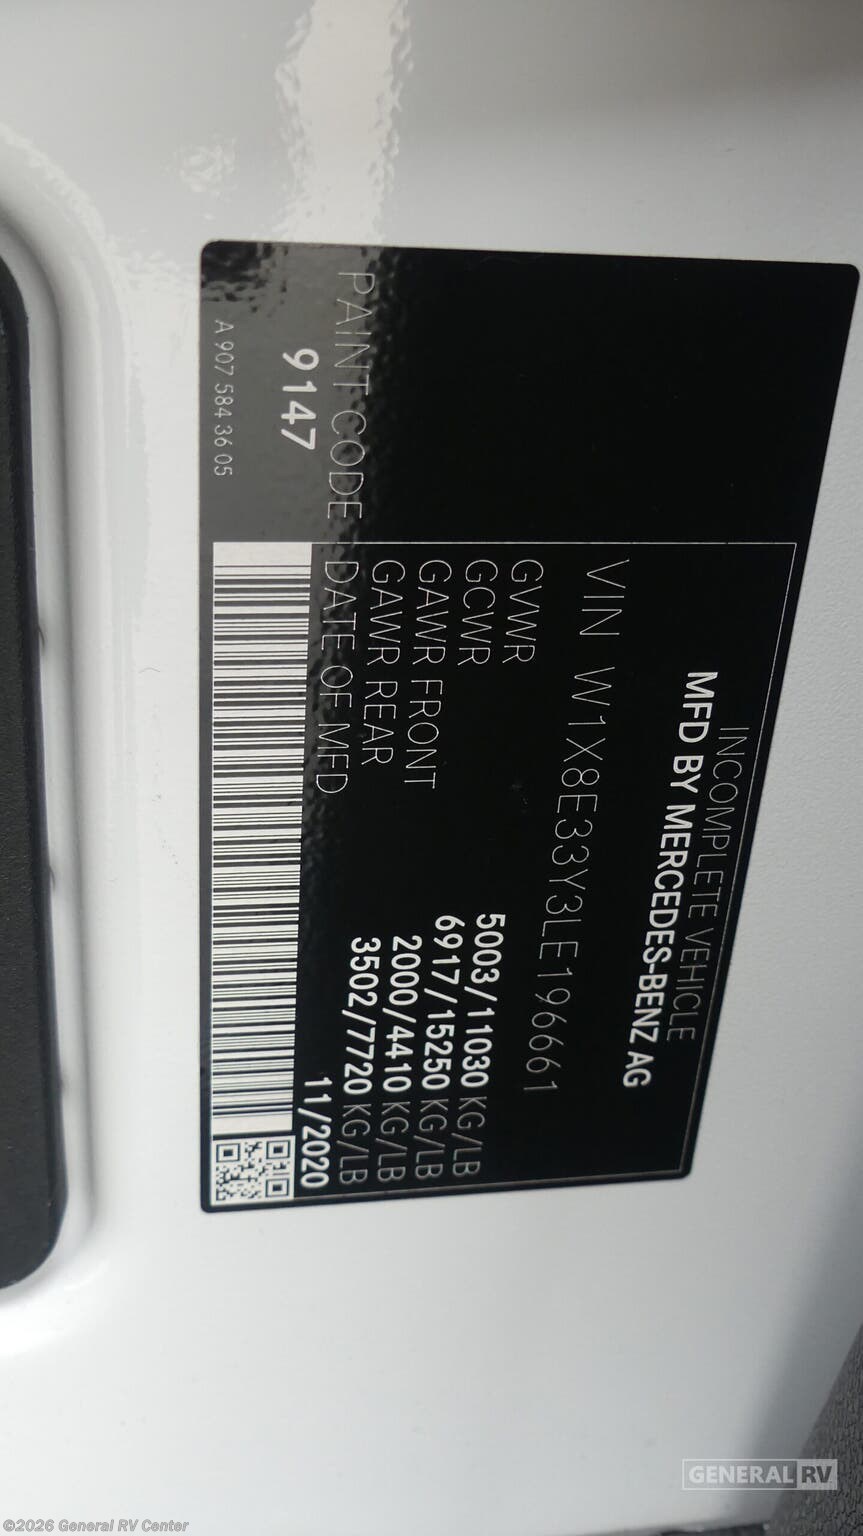 INCOMPLETE VEHICLE
MFD BY MERCEDES-BENZ AG
VIN W1X8E33Y3LE196661
GVWR 5003/11030 KG/LB
GCWR 6917/15250 KG/LB
GAWR FRONT 2000/4410 KG/LB
GAWR REAR 3502/7720 KG/LB
PAINT CODE DATE OF MFD 11/2020
9147
A 907 584 36 05
GENERAL RV
©2026 General RV Center